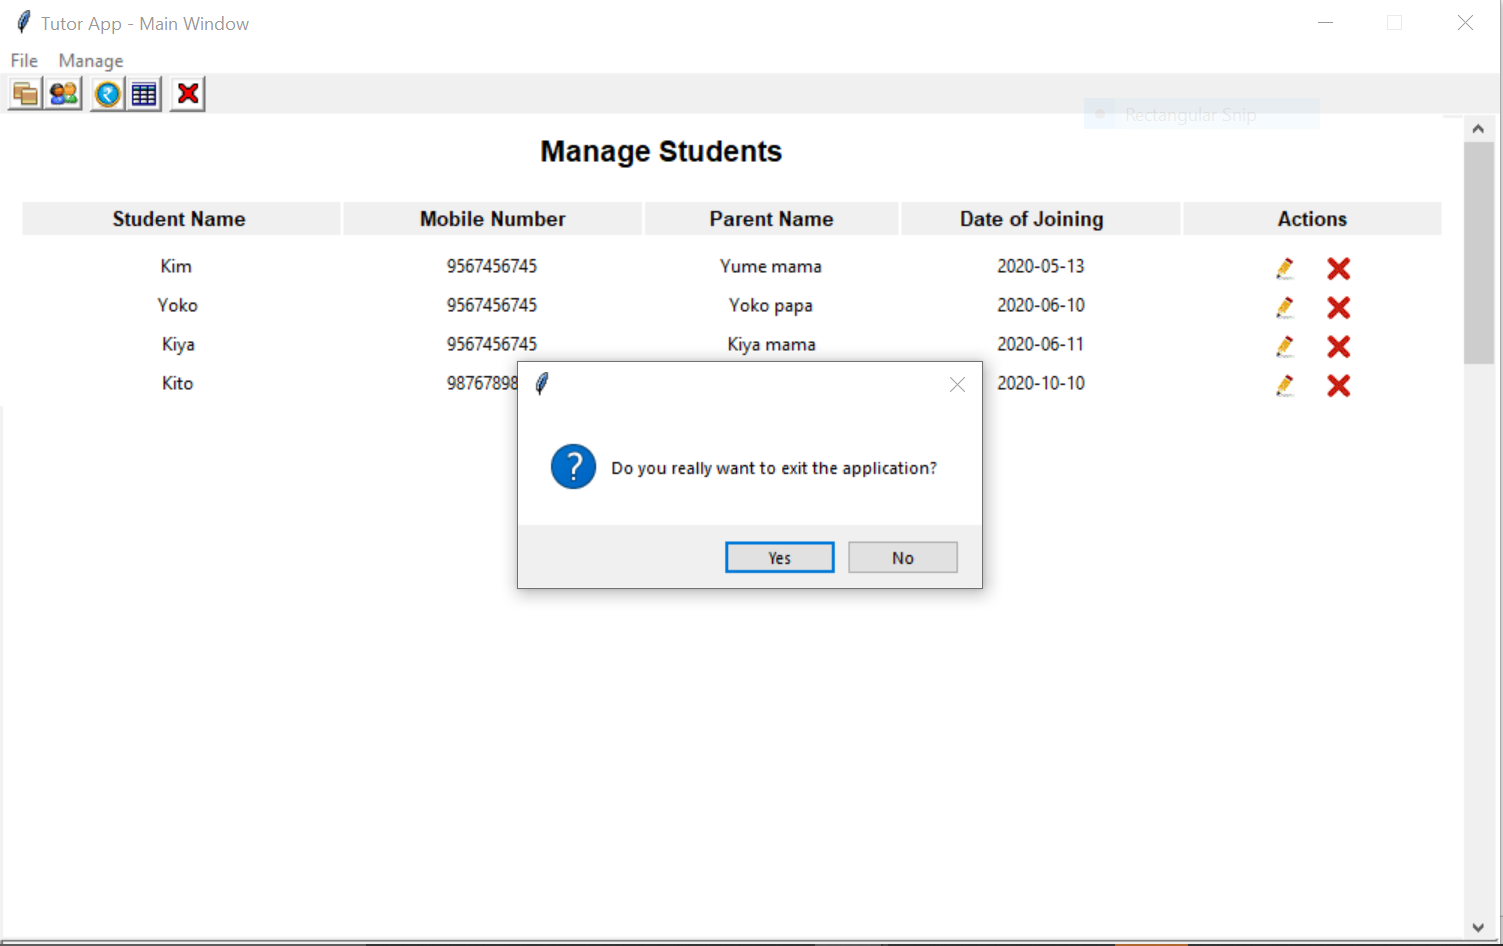 Tutor App - Main Window
File Manage
Rectangular Snip
Manage Students
Student Name Mobile Number Parent Name Date of Joining Actions
Kim 9567456745 Yume mama 2020-05-13
Yoko 9567456745 Yoko papa 2020-06-10
Kiya 9567456745 Kiya mama 2020-06-11
Kito 98767898 2020-10-10
Do you really want to exit the application?
Yes No